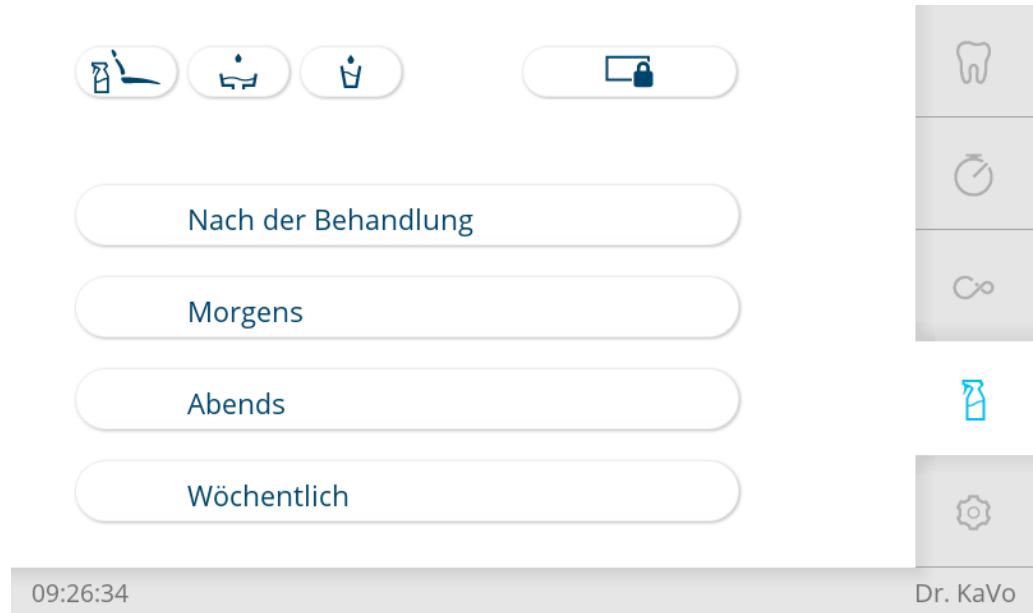 Nach der Behandlung
Morgens
Abends
Wöchentlich
09:26:34
Dr. KaVo